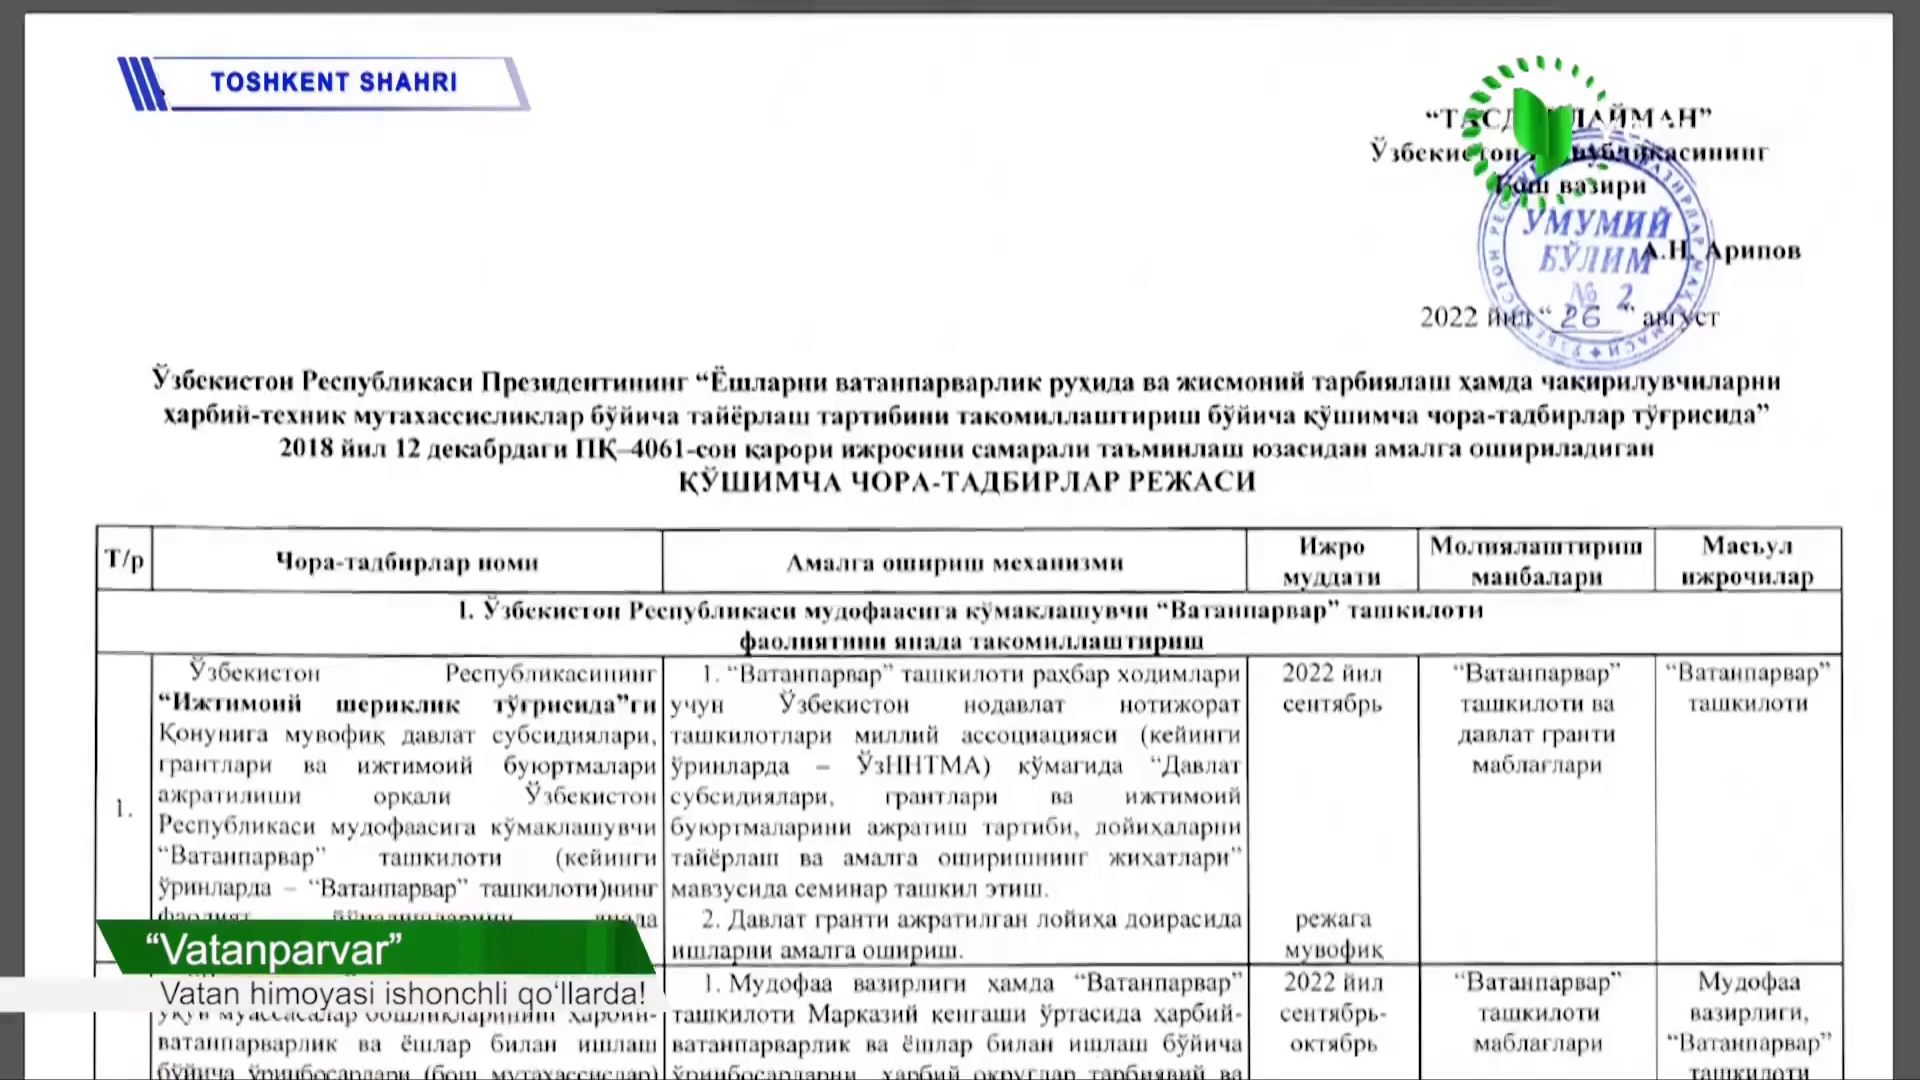 TOSHKENT SHAHRI
Ўзбекистон Республикасининг
Бош вазири
УМУМИЙ
БЎЛИМ
№ 2
А.Н. Арипов
2022 йил “ 26 ” август
Ўзбекистон Республикаси Президентининг “Ёшларни ватанпарварлик руҳида ва жисмоний тарбиялаш ҳамда чақирилувчиларни
ҳарбий-техник мутахассисликлар бўйича тайёрлаш тартибини такомиллаштириш бўйича қўшимча чора-тадбирлар тўғрисида”
2018 йил 12 декабрдаги ПҚ–4061-сон қарори ижросини самарали таъминлаш юзасидан амалга ошириладиган
ҚЎШИМЧА ЧОРА-ТАДБИРЛАР РЕЖАСИ
Т/р
Чора-тадбирлар номи
Амалга ошириш механизми
Ижро
муддати
Молиялаштириш
манбалари
Масъул
ижрочилар
I. Ўзбекистон Республикаси мудофаасига кўмаклашувчи “Ватанпарвар” ташкилоти
фаолиятини янада такомиллаштириш
1.
Ўзбекистон Республикасининг
“Ижтимоий шериклик тўғрисида”ги
Қонунига мувофиқ давлат субсидиялари,
грантлари ва ижтимоий буюртмалари
ажратилиши орқали Ўзбекистон
Республикаси мудофаасига кўмаклашувчи
“Ватанпарвар” ташкилоти (кейинги
ўринларда – “Ватанпарвар” ташкилоти)нинг
1. “Ватанпарвар” ташкилоти раҳбар ходимлари
учун Ўзбекистон нодавлат нотижорат
ташкилотлари миллий ассоциацияси (кейинги
ўринларда – ЎзННТМА) кўмагида “Давлат
субсидиялари, грантлари ва ижтимоий
буюртмаларини ажратиш тартиби, лойиҳаларни
тайёрлаш ва амалга оширишнинг жиҳатлари”
мавзусида семинар ташкил этиш.
2. Давлат гранти ажратилган лойиҳа доирасида
ишларни амалга ошириш.
2022 йил
сентябрь
режага
мувофиқ
“Ватанпарвар”
ташкилоти ва
давлат гранти
маблағлари
“Ватанпарвар”
ташкилоти
“Vatanparvar”
Vatan himoyasi ishonchli qo‘llarda!
ватанпарварлик ва ёшлар билан ишлаш
бўйича ўринбосарлари (бош мутахассислар)
1. Мудофаа вазирлиги ҳамда “Ватанпарвар”
ташкилоти Марказий кенгаши ўртасида ҳарбий-
ватанпарварлик ва ёшлар билан ишлаш бўйича
ўринбосарларни, ҳарбий округлар тарбиявий ва
2022 йил
сентябрь-
октябрь
“Ватанпарвар”
ташкилоти
маблағлари
Мудофаа
вазирлиги,
“Ватанпарвар”
ташкилоти